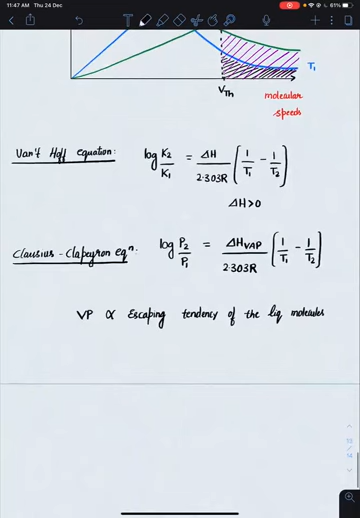 11:47 AM Thu 24 Dec
61%
T₁
V_Th
molecular
speeds
Van't Hoff equation: log K₂/K₁ = ΔH/2.303R (1/T₁ − 1/T₂)
ΔH>0
Clausius - Clapeyron eqⁿ: log P₂/P₁ = ΔH_VAP/2.303R [1/T₁ − 1/T₂]
VP ∝ Escaping tendency of the liq molecules
13
14